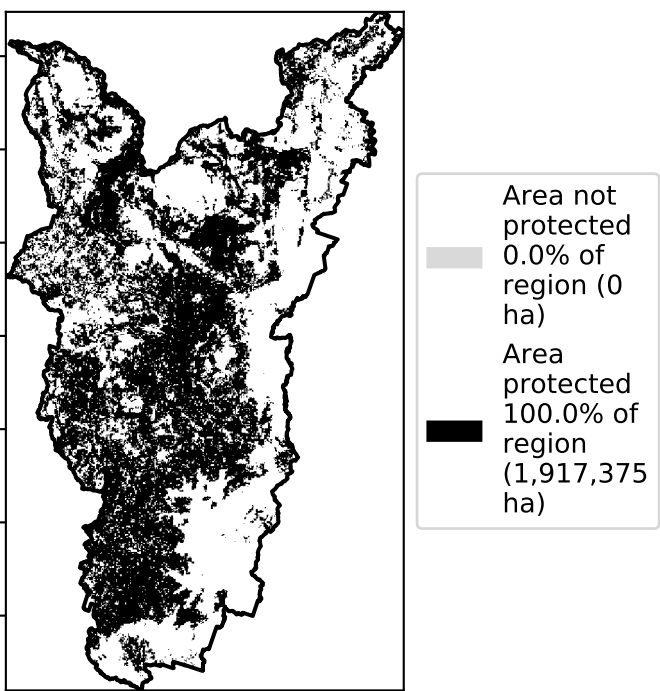 Area not
protected
0.0% of
region (0
ha)
Area
protected
100.0% of
region
(1,917,375
ha)